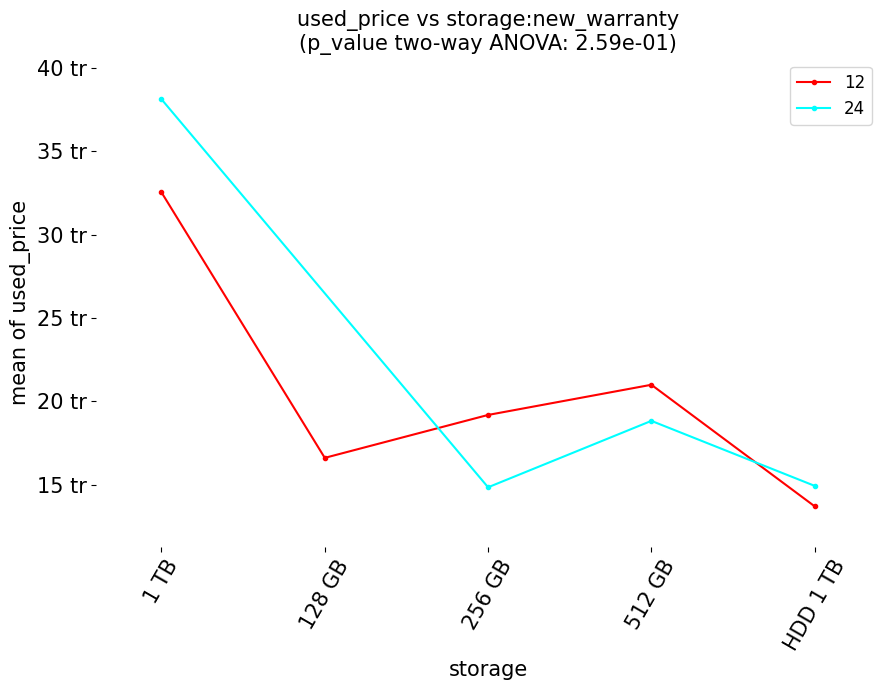 used_price vs storage:new_warranty
(p_value two-way ANOVA: 2.59e-01)
40 tr
35 tr
30 tr
25 tr
20 tr
15 tr
mean of used_price
12
24
1 TB
128 GB
256 GB
512 GB
HDD 1 TB
storage